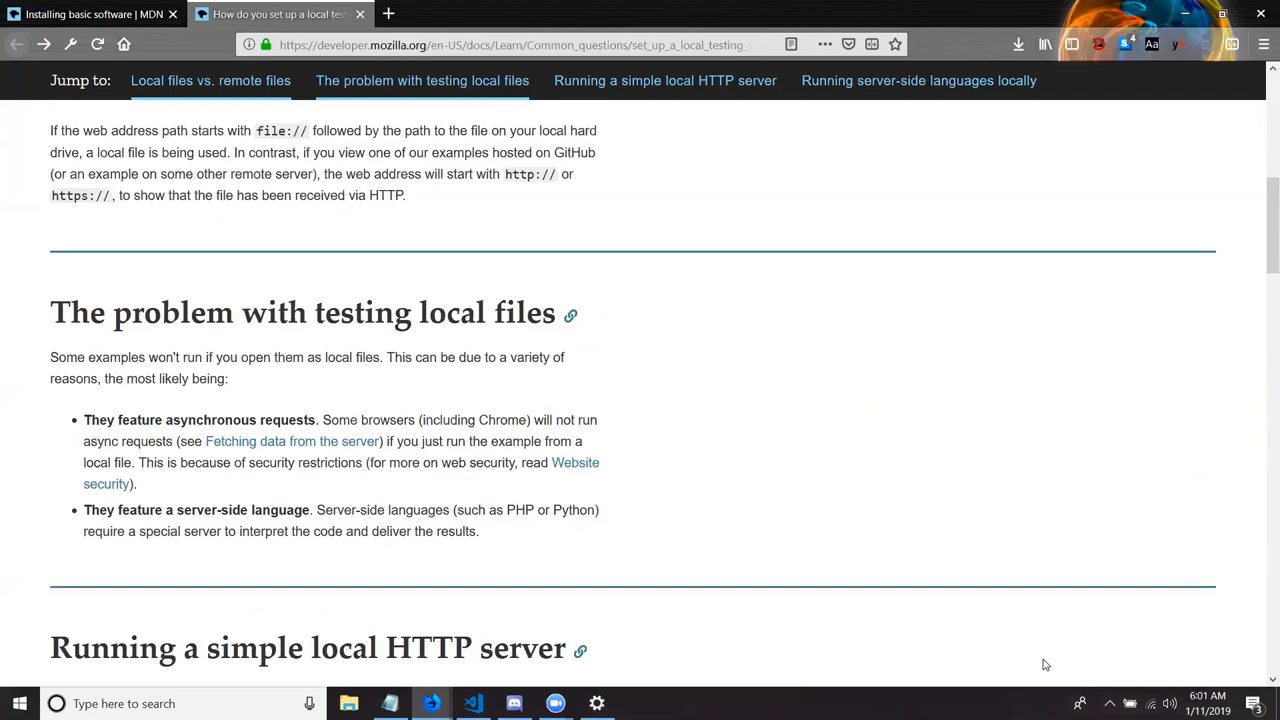 Installing basic software | MDN
How do you set up a local test
https://developer.mozilla.org/en-US/docs/Learn/Common_questions/set_up_a_local_testing_
4
Aa
Jump to: Local files vs. remote files The problem with testing local files Running a simple local HTTP server Running server-side languages locally
If the web address path starts with file:// followed by the path to the file on your local hard
drive, a local file is being used. In contrast, if you view one of our examples hosted on GitHub
(or an example on some other remote server), the web address will start with http:// or
https://, to show that the file has been received via HTTP.
The problem with testing local files
Some examples won't run if you open them as local files. This can be due to a variety of
reasons, the most likely being:
• They feature asynchronous requests. Some browsers (including Chrome) will not run
async requests (see Fetching data from the server) if you just run the example from a
local file. This is because of security restrictions (for more on web security, read Website
security).
• They feature a server-side language. Server-side languages (such as PHP or Python)
require a special server to interpret the code and deliver the results.
Running a simple local HTTP server
Type here to search
6:01 AM
1/11/2019
3